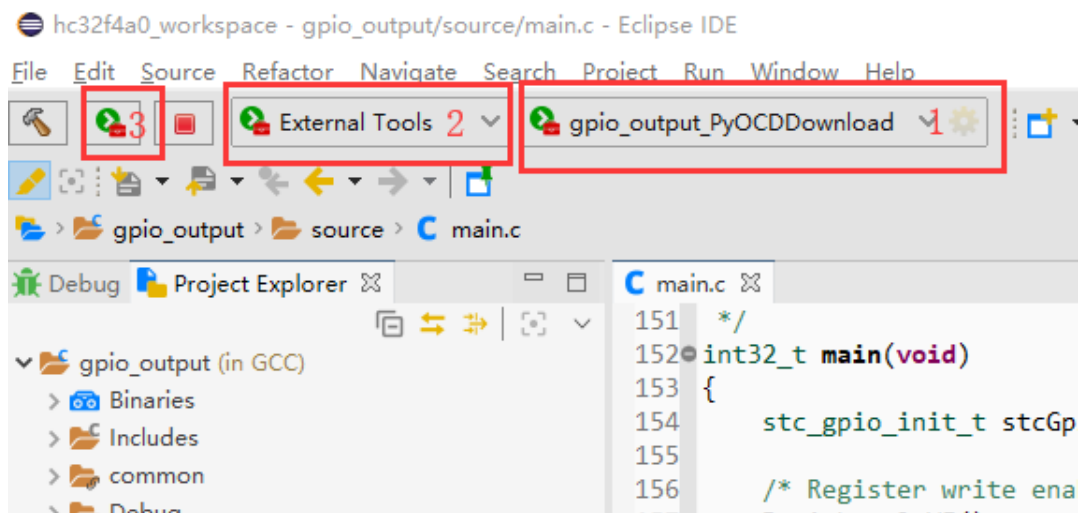 hc32f4a0_workspace - gpio_output/source/main.c - Eclipse IDE
File Edit Source Refactor Navigate Search Project Run Window Help
3 External Tools 2 gpio_output_PyOCDDownload 1
gpio_output > source > C main.c
Debug Project Explorer C main.c
gpio_output (in GCC)
Binaries
Includes
common
Debug
151 */
152 int32_t main(void)
153 {
154 stc_gpio_init_t stcGp
155
156 /* Register write ena